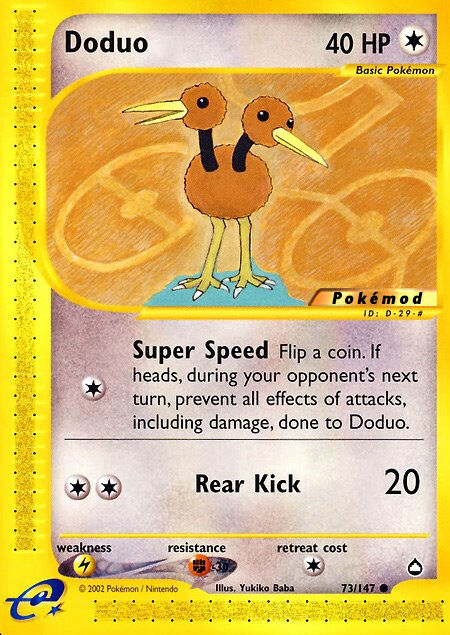 Doduo 40 HP
Basic Pokémon
Pokémod
ID: D-29-#
Super Speed Flip a coin. If
heads, during your opponent's next
turn, prevent all effects of attacks,
including damage, done to Doduo.
Rear Kick 20
weakness resistance retreat cost
-30
© 2002 Pokémon / Nintendo Illus. Yukiko Baba 73/147
e